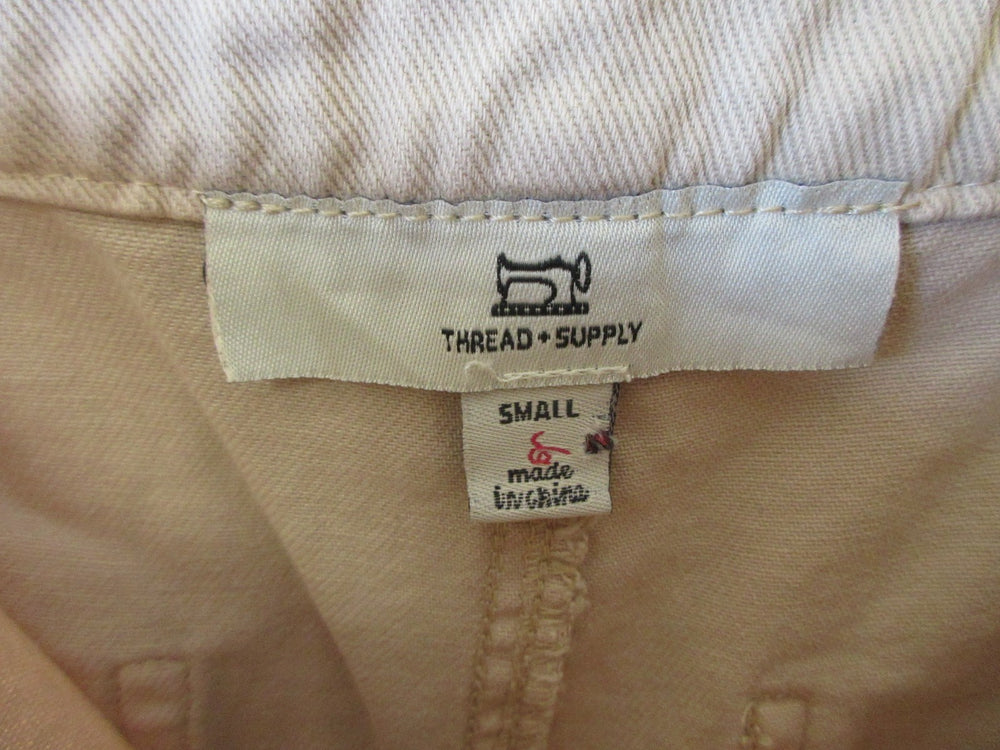 THREAD + SUPPLY
SMALL
made
in china